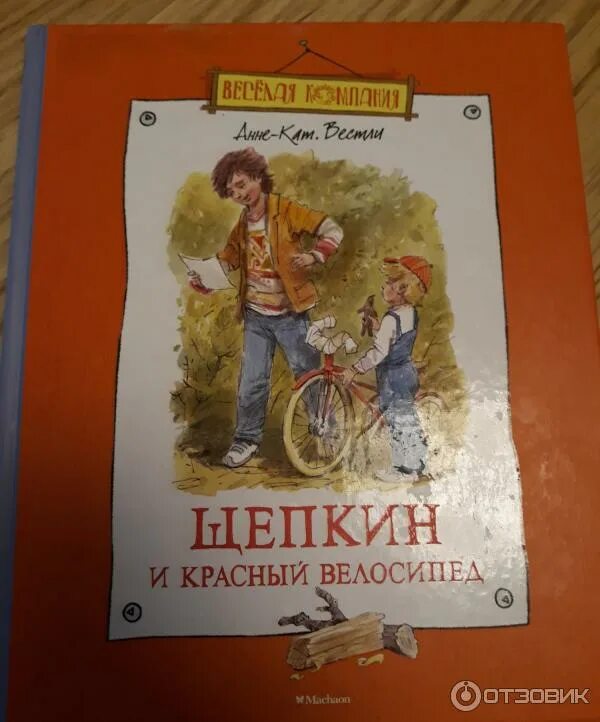 ВЕСЁЛАЯ КОМПАНИЯ
Анне-Кат. Вестли
ЩЕПКИН
И КРАСНЫЙ ВЕЛОСИПЕД
Machaon
ОТЗОВИК